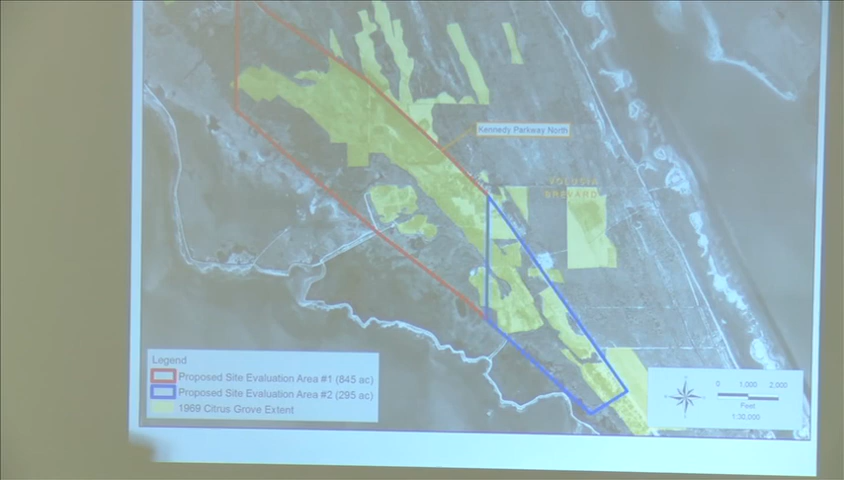 Kennedy Parkway North
VOLUSIA
BREVARD
Legend
Proposed Site Evaluation Area #1 (845 ac)
Proposed Site Evaluation Area #2 (295 ac)
1969 Citrus Grove Extent
0 1,000 2,000
Feet
1:30,000